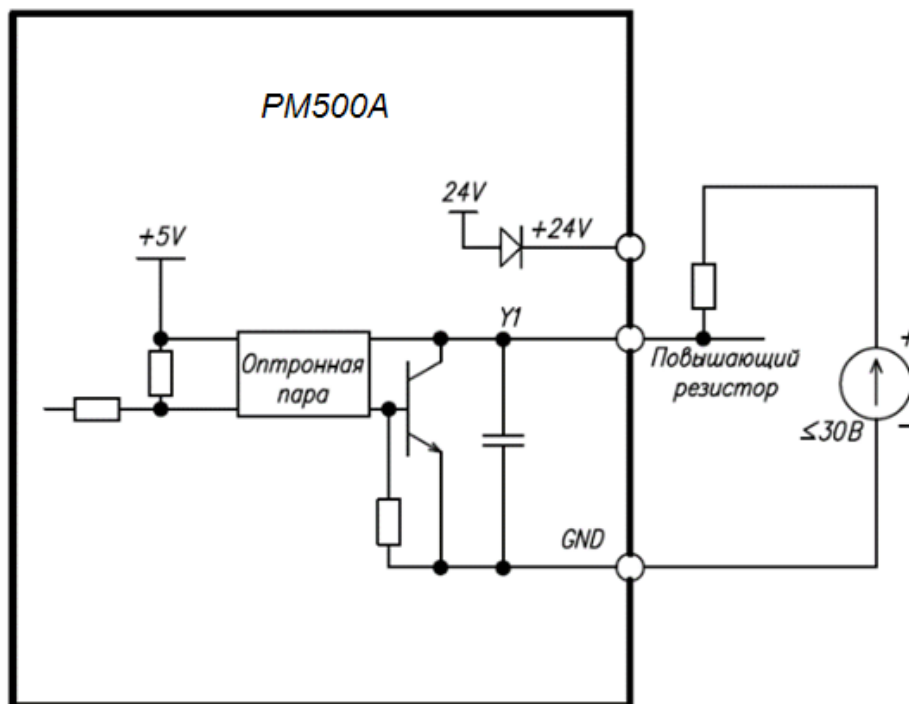 PM500A
24V
+24V
+5V
Y1
Оптронная
пара
Повышающий
резистор
+
≤30В
−
GND